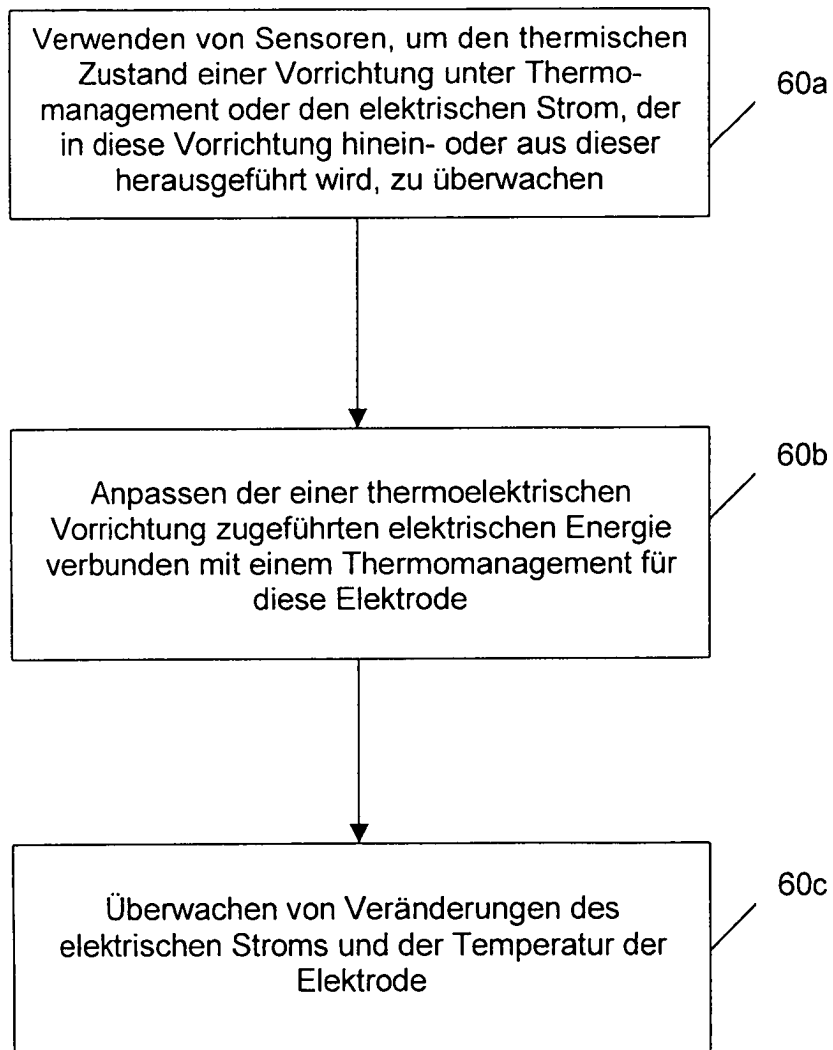 Verwenden von Sensoren, um den thermischen
Zustand einer Vorrichtung unter Thermo-
management oder den elektrischen Strom, der
in diese Vorrichtung hinein- oder aus dieser
herausgeführt wird, zu überwachen
60a
Anpassen der einer thermoelektrischen
Vorrichtung zugeführten elektrischen Energie
verbunden mit einem Thermomanagement für
diese Elektrode
60b
Überwachen von Veränderungen des
elektrischen Stroms und der Temperatur der
Elektrode
60c